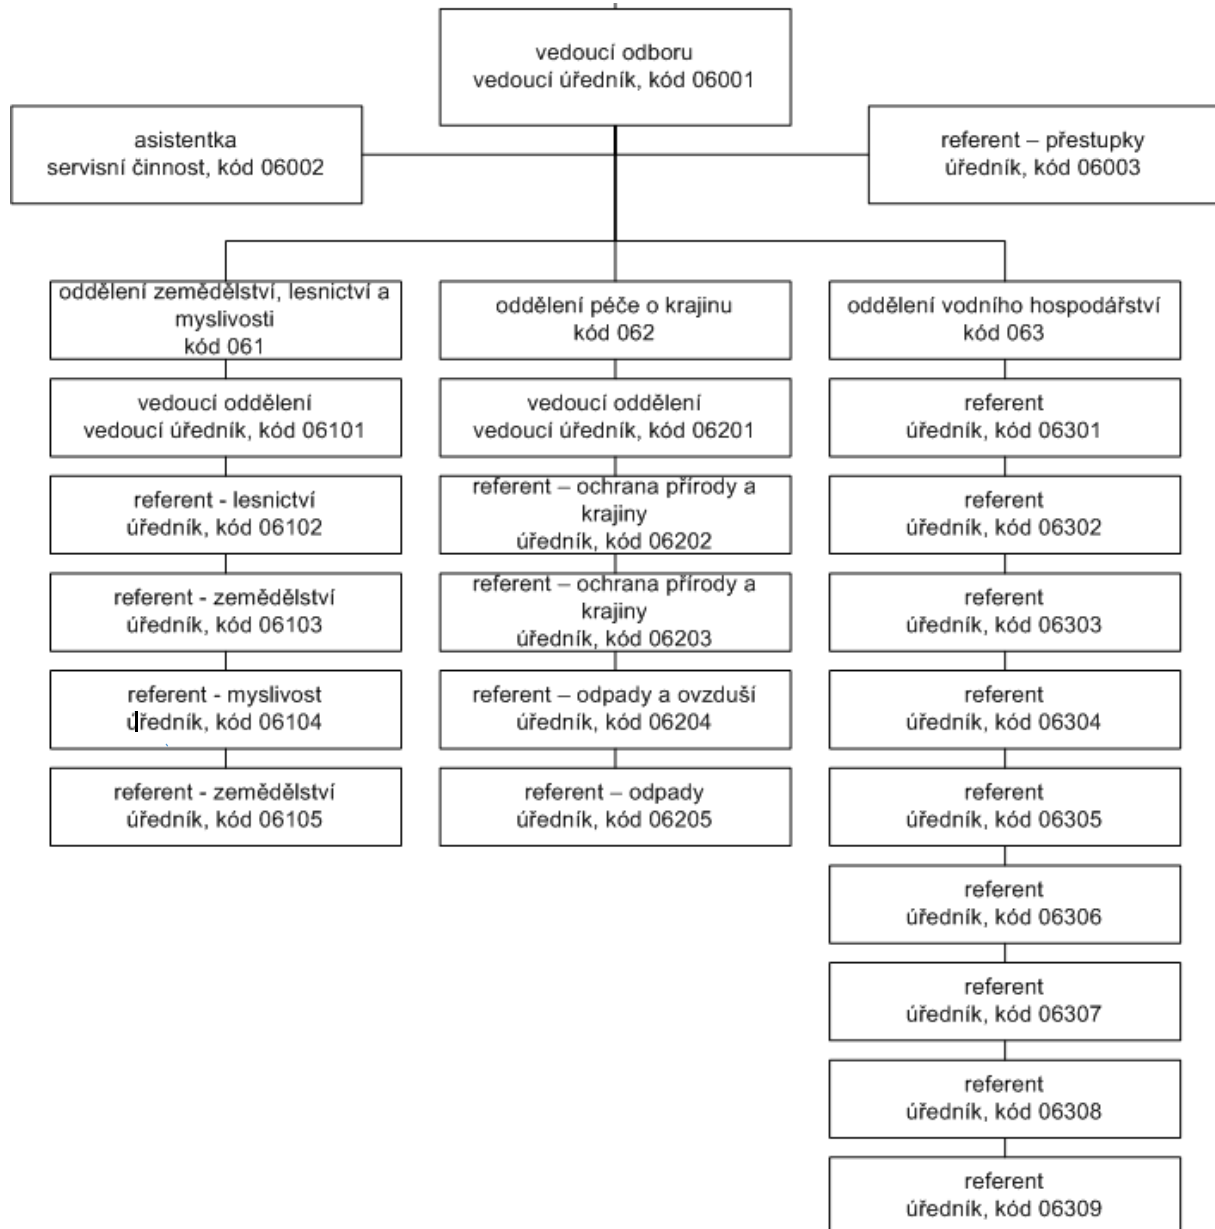 vedoucí odboru
vedoucí úředník, kód 06001
asistentka
servisní činnost, kód 06002
referent – přestupky
úředník, kód 06003
oddělení zemědělství, lesnictví a
myslivosti
kód 061
vedoucí oddělení
vedoucí úředník, kód 06101
referent - lesnictví
úředník, kód 06102
referent - zemědělství
úředník, kód 06103
referent - myslivost
úředník, kód 06104
referent - zemědělství
úředník, kód 06105
oddělení péče o krajinu
kód 062
vedoucí oddělení
vedoucí úředník, kód 06201
referent – ochrana přírody a
krajiny
úředník, kód 06202
referent – ochrana přírody a
krajiny
úředník, kód 06203
referent – odpady a ovzduší
úředník, kód 06204
referent – odpady
úředník, kód 06205
oddělení vodního hospodářství
kód 063
referent
úředník, kód 06301
referent
úředník, kód 06302
referent
úředník, kód 06303
referent
úředník, kód 06304
referent
úředník, kód 06305
referent
úředník, kód 06306
referent
úředník, kód 06307
referent
úředník, kód 06308
referent
úředník, kód 06309